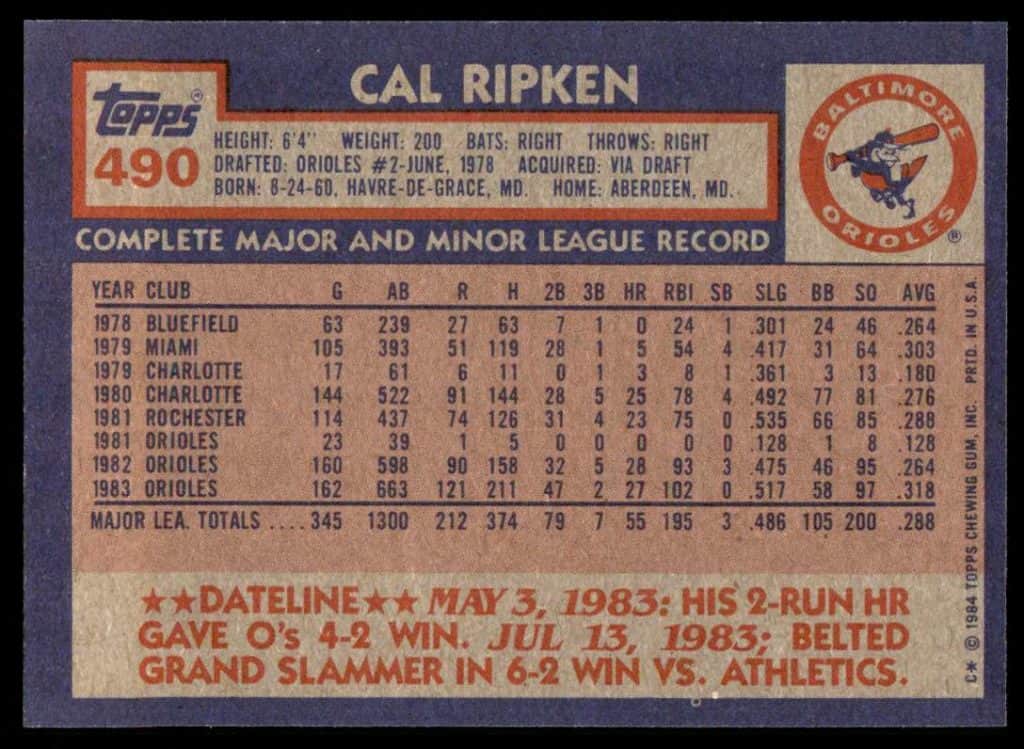 CAL RIPKEN
TOPPS®
490
HEIGHT: 6'4" WEIGHT: 200 BATS: RIGHT THROWS: RIGHT
DRAFTED: ORIOLES #2-JUNE, 1978 ACQUIRED: VIA DRAFT
BORN: 8-24-60, HAVRE-DE-GRACE, MD. HOME: ABERDEEN, MD.
BALTIMORE
ORIOLES ®
COMPLETE MAJOR AND MINOR LEAGUE RECORD
YEAR CLUB G AB R H 2B 3B HR RBI SB SLG BB SO AVG
1978 BLUEFIELD 63 239 27 63 7 1 0 24 1 .301 24 46 .264
1979 MIAMI 105 393 51 119 28 1 5 54 4 .417 31 64 .303
1979 CHARLOTTE 17 61 6 11 0 1 3 8 1 .361 3 13 .180
1980 CHARLOTTE 144 522 91 144 28 5 25 78 4 .492 77 81 .276
1981 ROCHESTER 114 437 74 126 31 4 23 75 0 .535 66 85 .288
1981 ORIOLES 23 39 1 5 0 0 0 0 0 .128 1 8 .128
1982 ORIOLES 160 598 90 158 32 5 28 93 3 .475 46 95 .264
1983 ORIOLES 162 663 121 211 47 2 27 102 0 .517 58 97 .318
MAJOR LEA. TOTALS .... 345 1300 212 374 79 7 55 195 3 .486 105 200 .288
★★DATELINE★★ MAY 3, 1983: HIS 2-RUN HR
GAVE O's 4-2 WIN. JUL 13, 1983; BELTED
GRAND SLAMMER IN 6-2 WIN VS. ATHLETICS.
C* © 1984 TOPPS CHEWING GUM, INC. PRTD. IN U.S.A.